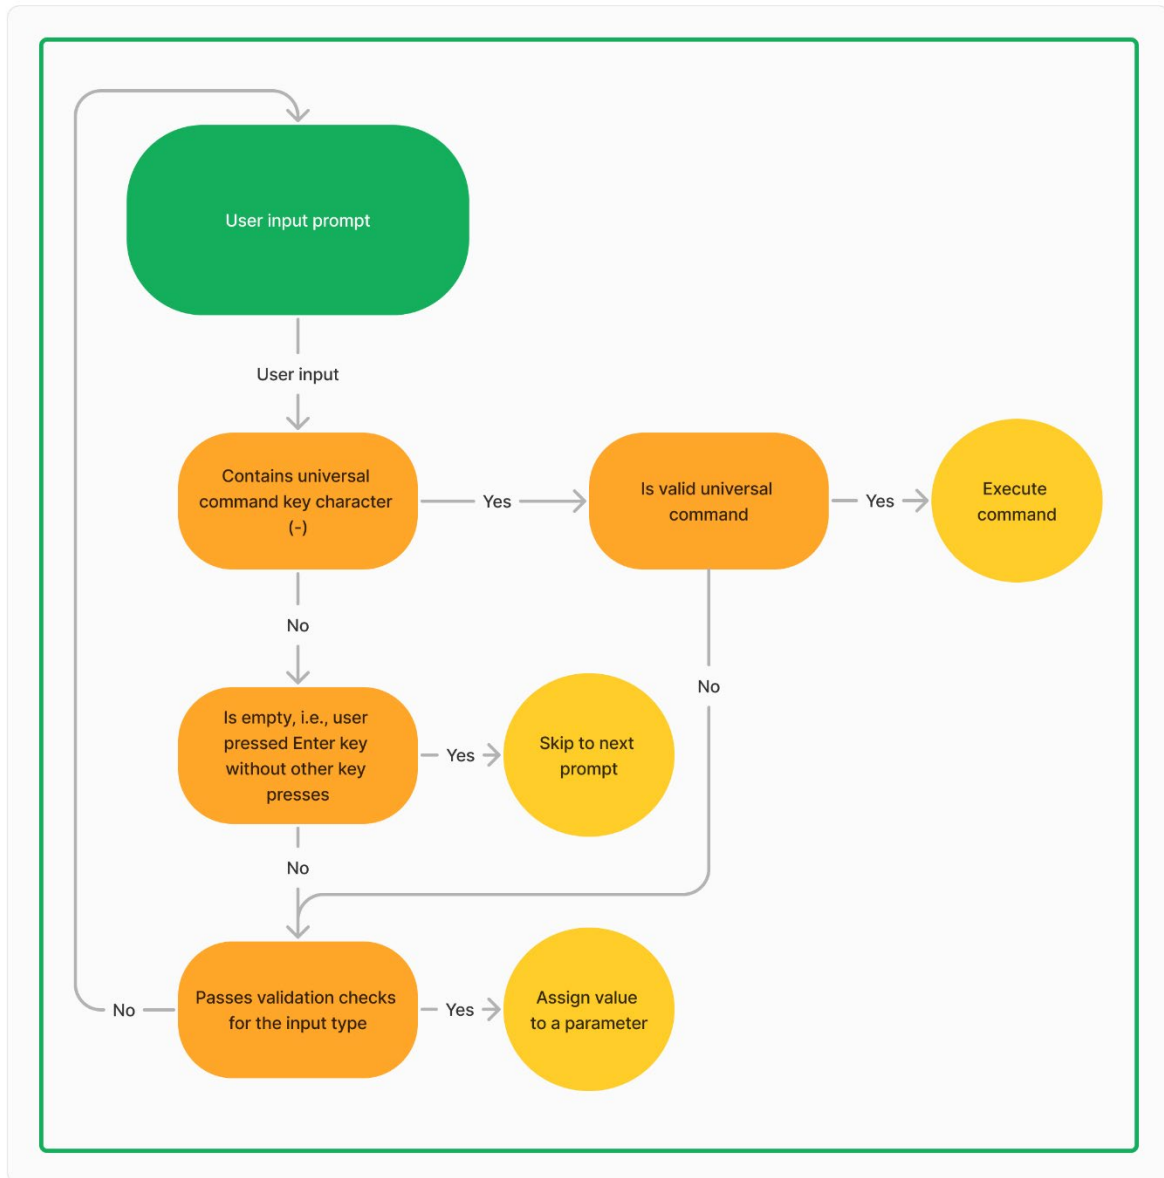 User input prompt
User input
Contains universal
command key character
(-)
Yes
Is valid universal
command
Yes
Execute
command
No
No
Is empty, i.e., user
pressed Enter key
without other key
presses
Yes
Skip to next
prompt
No
Passes validation checks
for the input type
No
Yes
Assign value
to a parameter